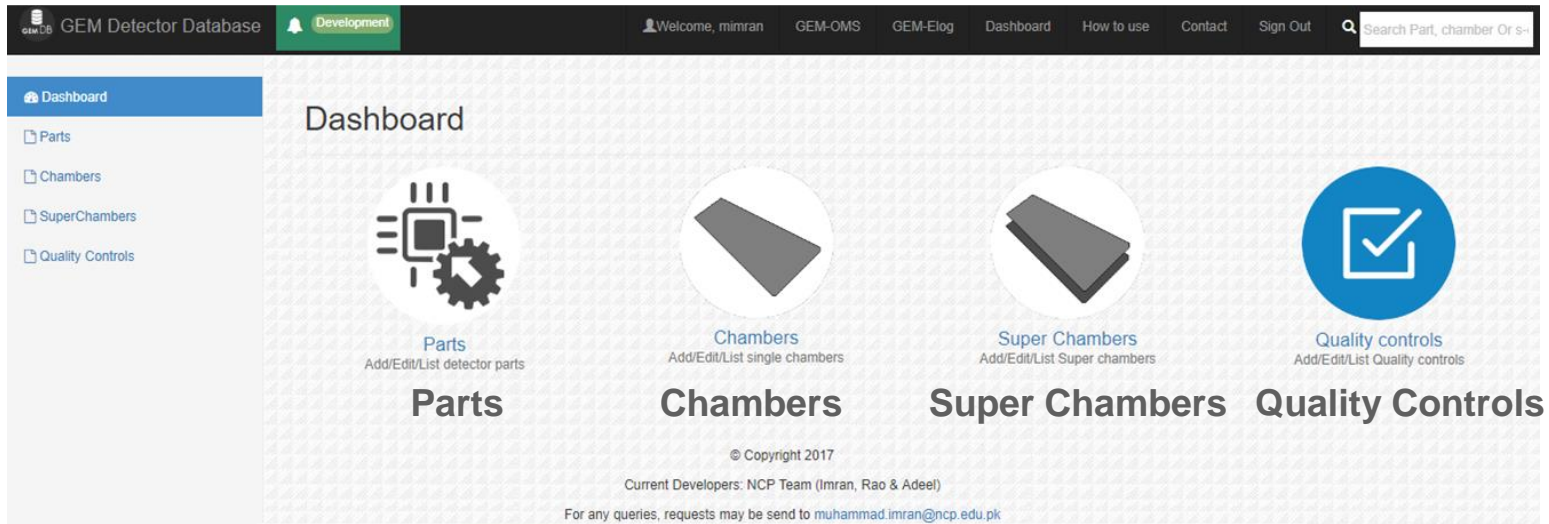 GEM DB GEM Detector Database Development Welcome, mimran GEM-OMS GEM-Elog Dashboard How to use Contact Sign Out Search Part, chamber Or s-
Dashboard
Parts
Chambers
SuperChambers
Quality Controls
Dashboard
Parts
Add/Edit/List detector parts
Parts
Chambers
Add/Edit/List single chambers
Chambers
Super Chambers
Add/Edit/List Super chambers
Super Chambers
Quality controls
Add/Edit/List Quality controls
Quality Controls
© Copyright 2017
Current Developers: NCP Team (Imran, Rao & Adeel)
For any queries, requests may be send to muhammad.imran@ncp.edu.pk